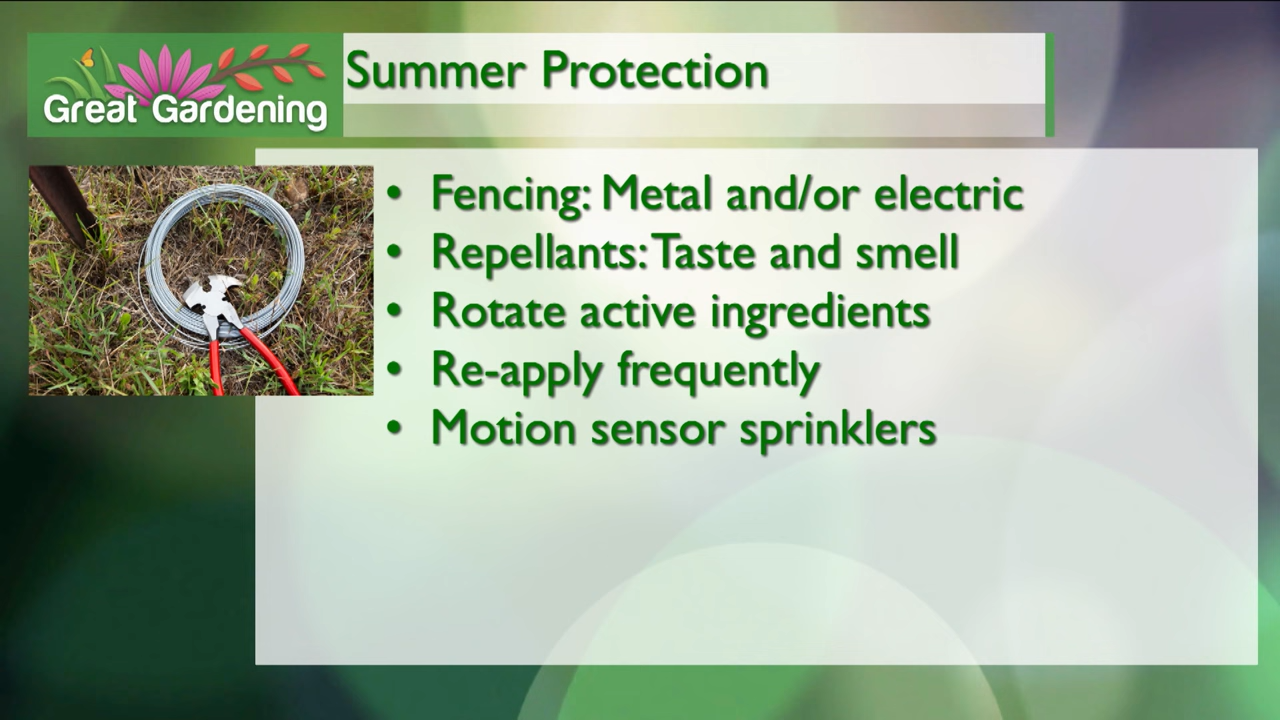 Great Gardening
Summer Protection
• Fencing: Metal and/or electric
• Repellants: Taste and smell
• Rotate active ingredients
• Re-apply frequently
• Motion sensor sprinklers